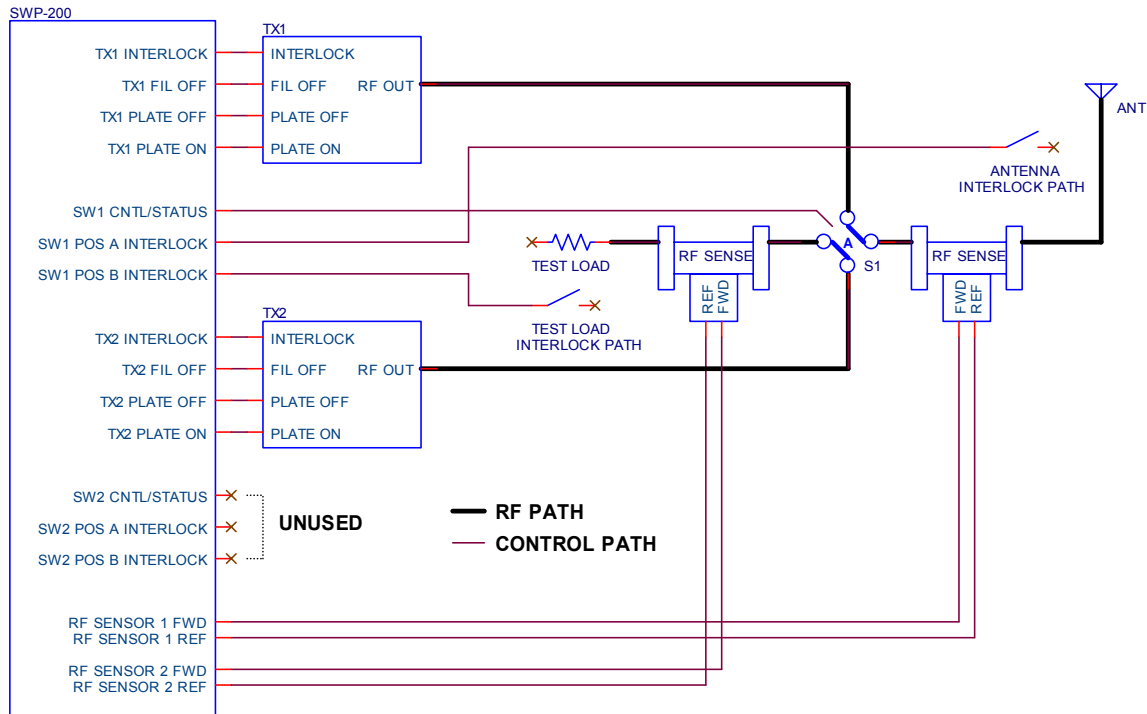 SWP-200
TX1 INTERLOCK
TX1 FIL OFF
TX1 PLATE OFF
TX1 PLATE ON
SW1 CNTL/STATUS
SW1 POS A INTERLOCK
SW1 POS B INTERLOCK
TX2 INTERLOCK
TX2 FIL OFF
TX2 PLATE OFF
TX2 PLATE ON
SW2 CNTL/STATUS
SW2 POS A INTERLOCK
SW2 POS B INTERLOCK
RF SENSOR 1 FWD
RF SENSOR 1 REF
RF SENSOR 2 FWD
RF SENSOR 2 REF
TX1
INTERLOCK
FIL OFF
RF OUT
PLATE OFF
PLATE ON
TX2
INTERLOCK
FIL OFF
RF OUT
PLATE OFF
PLATE ON
UNUSED
TEST LOAD
TEST LOAD
INTERLOCK PATH
RF SENSE
REF
FWD
A
S1
RF SENSE
FWD
REF
ANTENNA
INTERLOCK PATH
ANT
RF PATH
CONTROL PATH